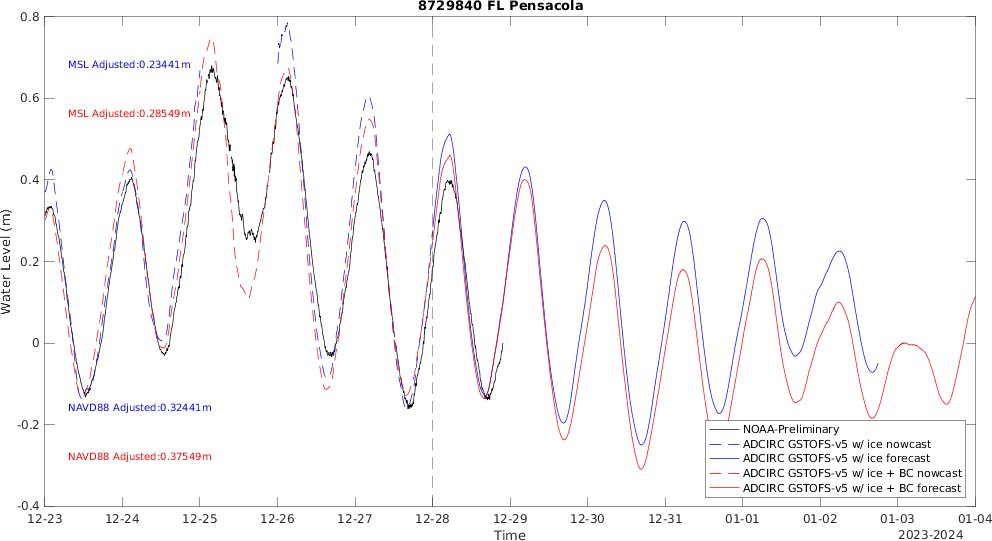 8729840 FL Pensacola
0.8
0.6
0.4
0.2
0
-0.2
-0.4
Water Level (m)
MSL Adjusted:0.23441m
MSL Adjusted:0.28549m
NAVD88 Adjusted:0.32441m
NAVD88 Adjusted:0.37549m
NOAA-Preliminary
ADCIRC GSTOFS-v5 w/ ice nowcast
ADCIRC GSTOFS-v5 w/ ice forecast
ADCIRC GSTOFS-v5 w/ ice + BC nowcast
ADCIRC GSTOFS-v5 w/ ice + BC forecast
12-23 12-24 12-25 12-26 12-27 12-28 12-29 12-30 12-31 01-01 01-02 01-03 01-04
Time
2023-2024